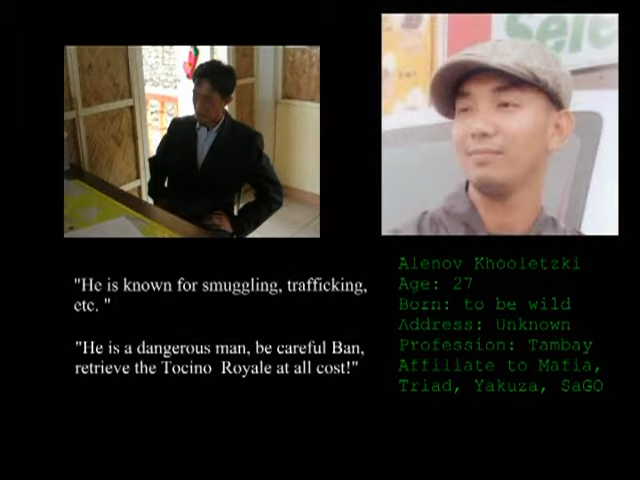 Selec
"He is known for smuggling, trafficking,
etc. "
"He is a dangerous man, be careful Ban,
retrieve the Tocino Royale at all cost!"
Alenov Khooletzki
Age: 27
Born: to be wild
Address: Unknown
Profession: Tambay
Affiliate to Mafia,
Triad, Yakuza, SaGO